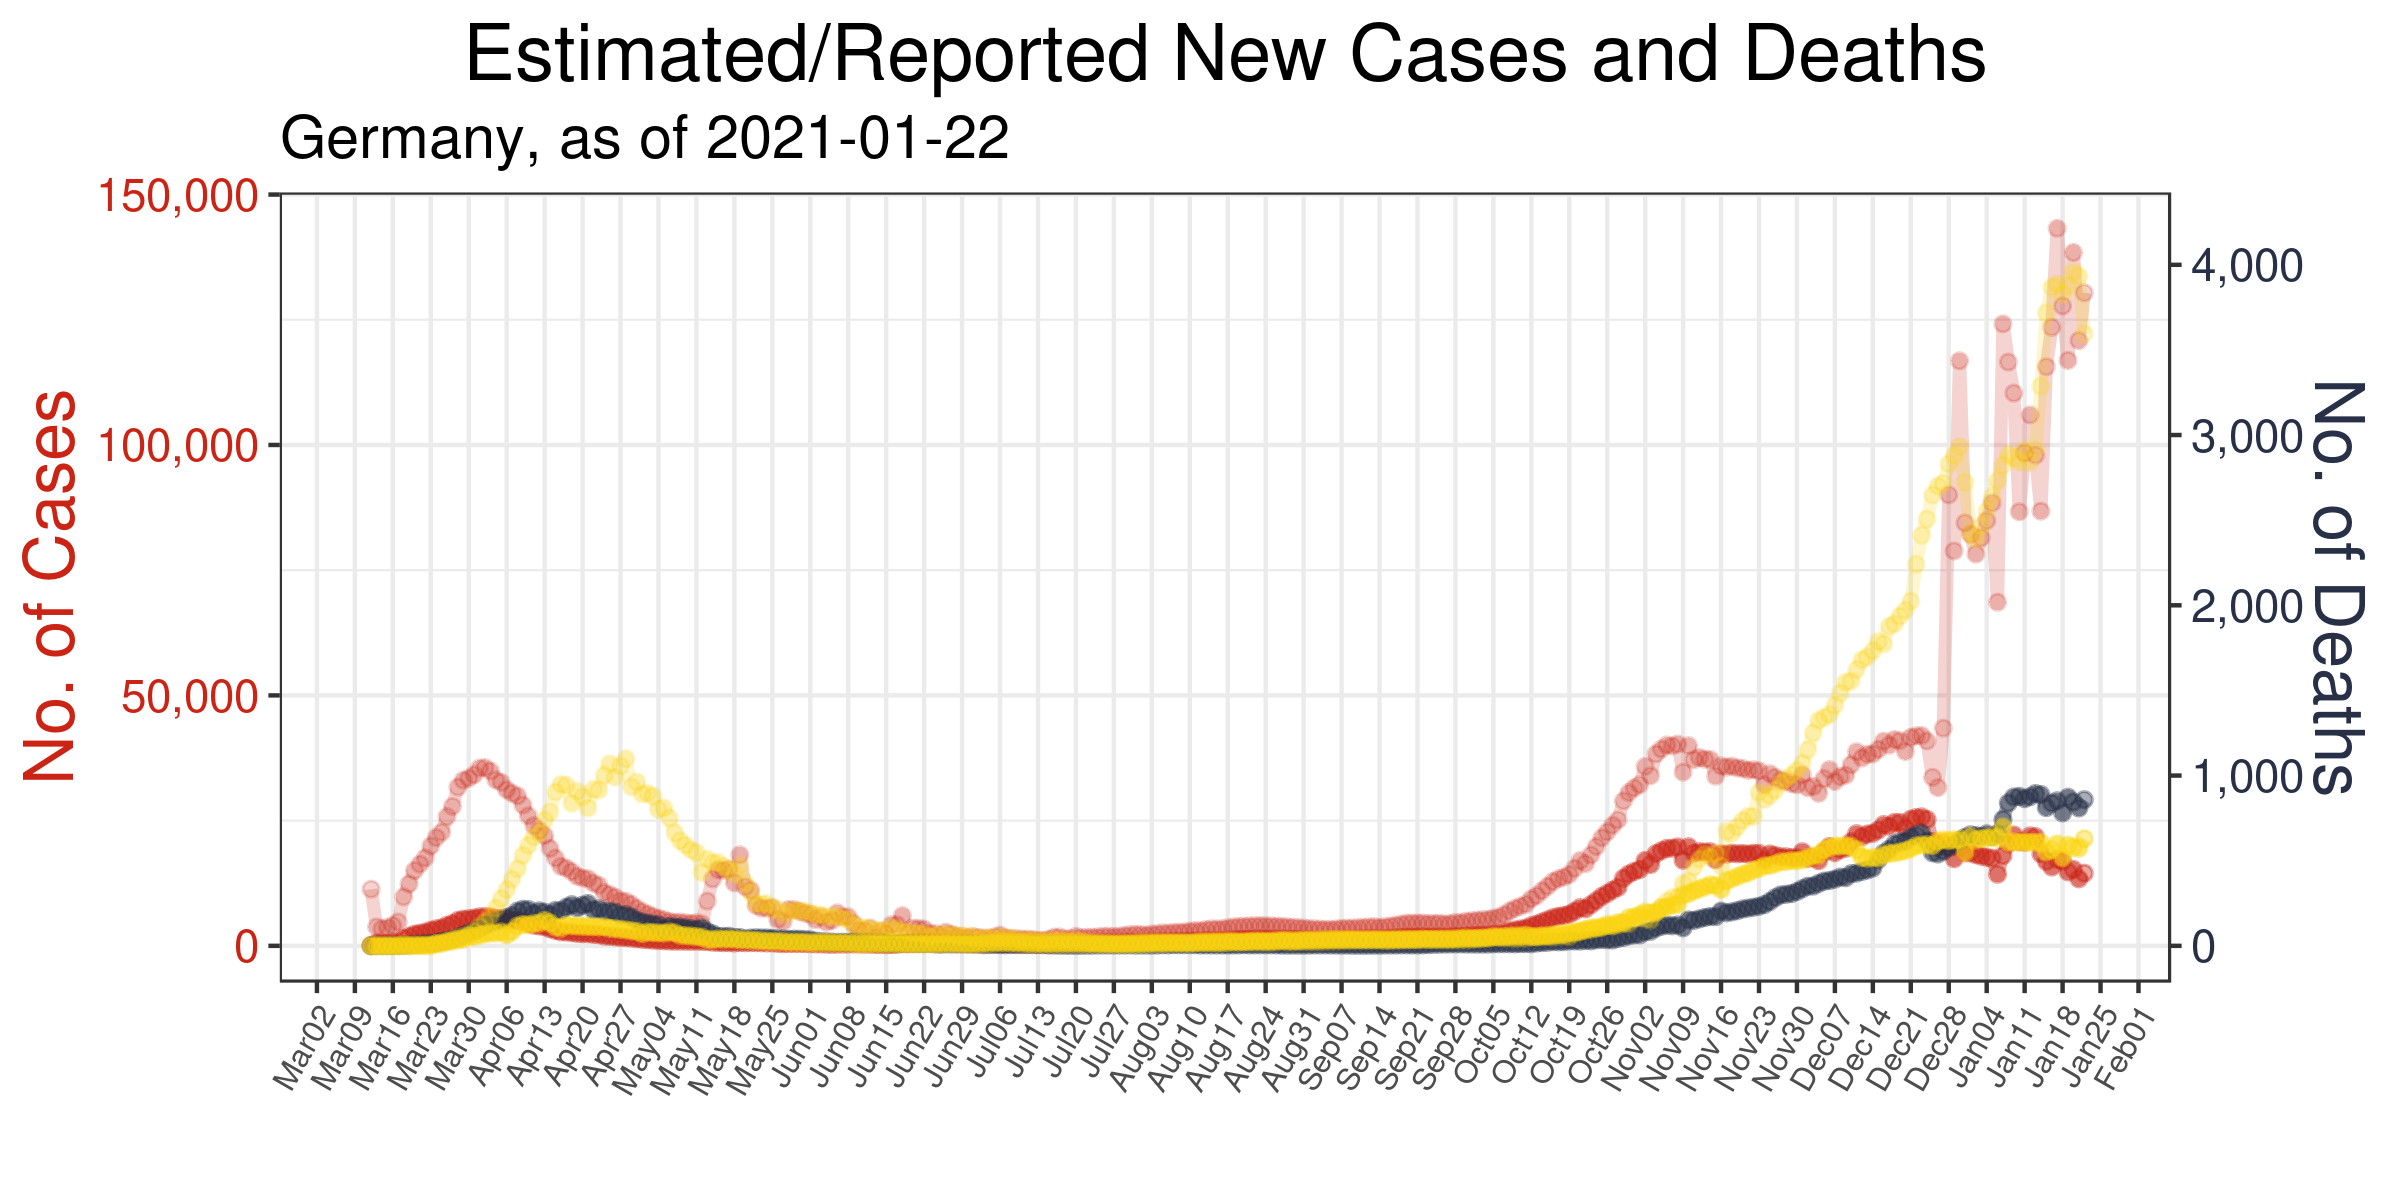 Estimated/Reported New Cases and Deaths
Germany, as of 2021-01-22
No. of Cases
150,000
100,000
50,000
0
4,000
3,000
2,000
1,000
0
No. of Deaths
Mar02
Mar09
Mar16
Mar23
Mar30
Apr06
Apr13
Apr20
Apr27
May04
May11
May18
May25
Jun01
Jun08
Jun15
Jun22
Jun29
Jul06
Jul13
Jul20
Jul27
Aug03
Aug10
Aug17
Aug24
Aug31
Sep07
Sep14
Sep21
Sep28
Oct05
Oct12
Oct19
Oct26
Nov02
Nov09
Nov16
Nov23
Nov30
Dec07
Dec14
Dec21
Dec28
Jan04
Jan11
Jan18
Jan25
Feb01